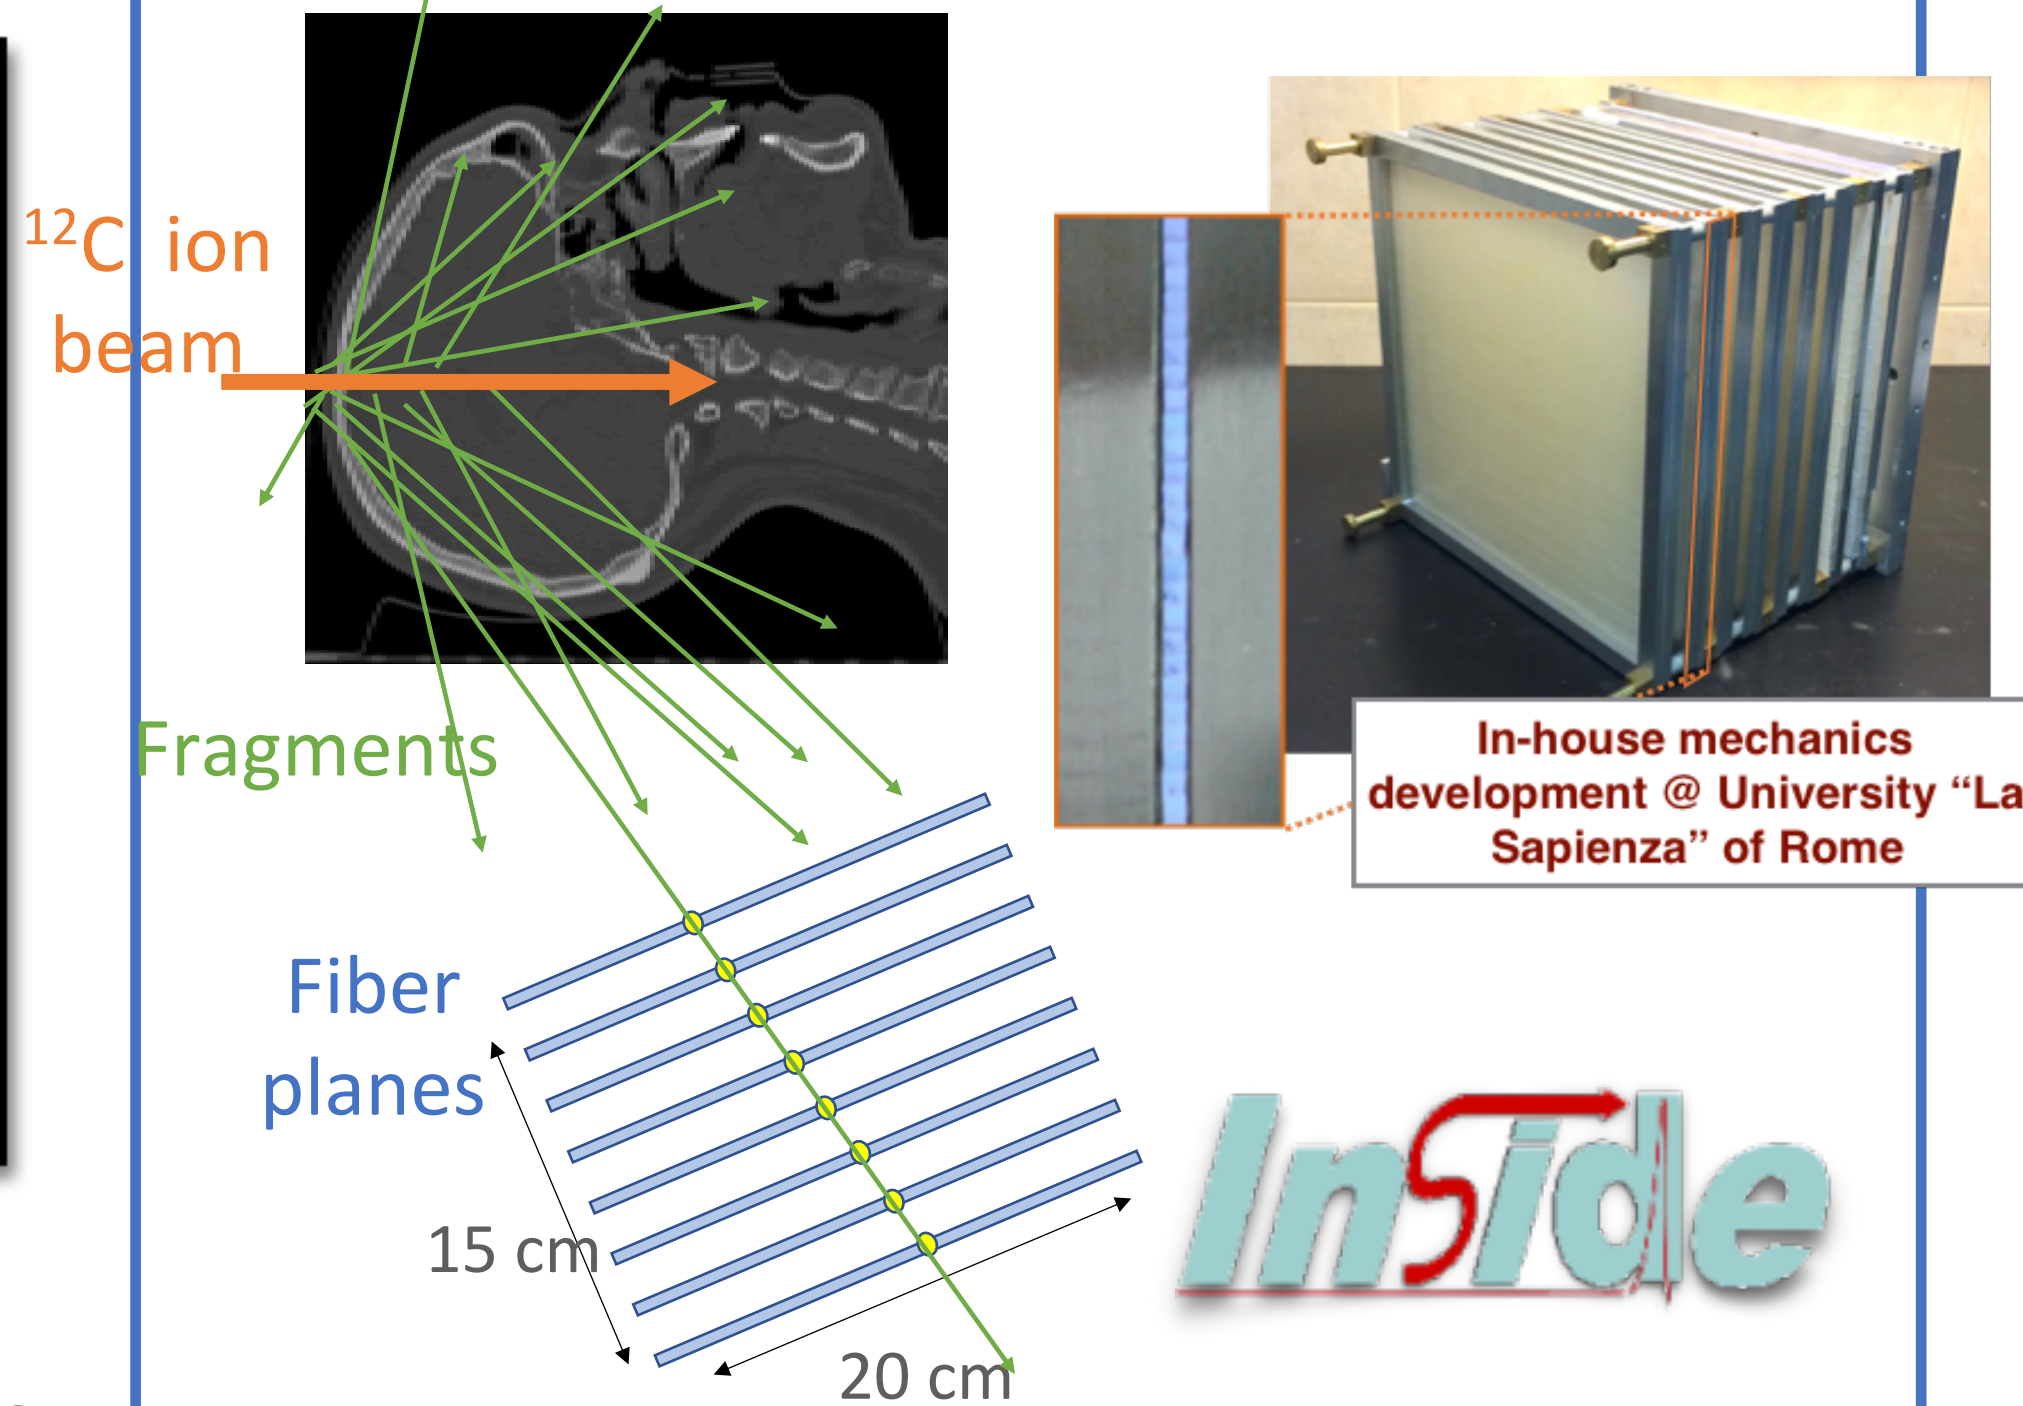 ¹²C ion
beam
Fragments
Fiber
planes
15 cm
20 cm
In-house mechanics
development @ University “La
Sapienza” of Rome
InSide